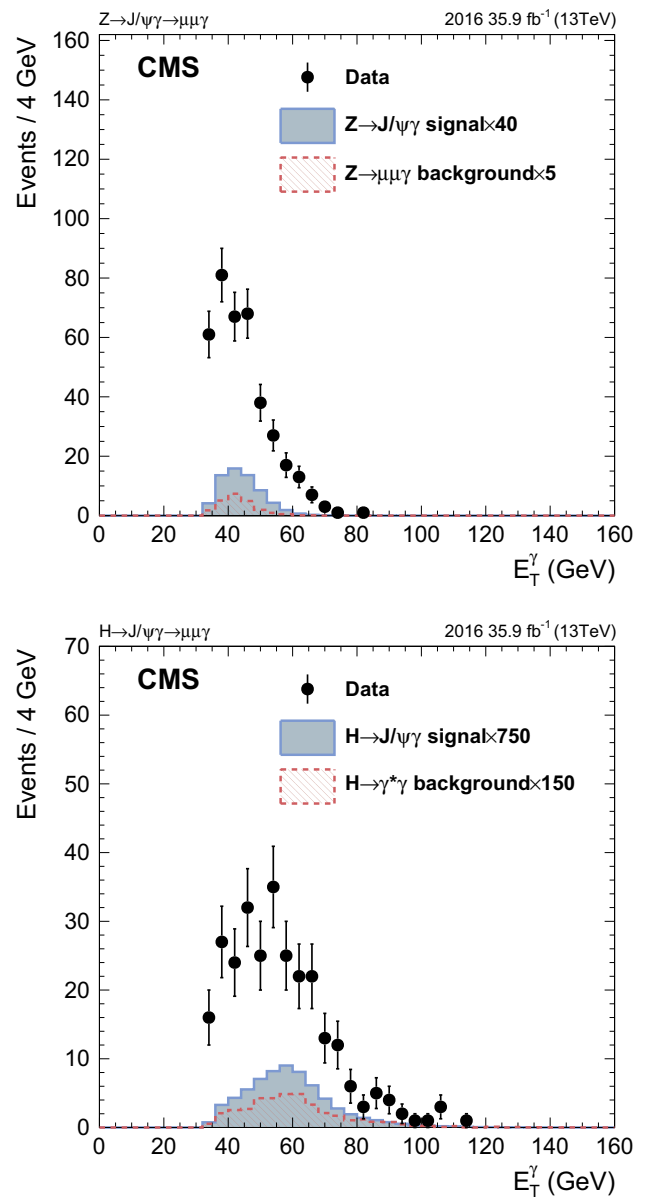 Z→J/ψγ→μμγ 2016 35.9 fb⁻¹ (13TeV)
CMS
Data
Z→J/ψγ signal×40
Z→μμγ background×5
Events / 4 GeV
160
140
120
100
80
60
40
20
0
0 20 40 60 80 100 120 140 160
E_T^γ (GeV)
H→J/ψγ→μμγ 2016 35.9 fb⁻¹ (13TeV)
CMS
Data
H→J/ψγ signal×750
H→γ*γ background×150
Events / 4 GeV
70
60
50
40
30
20
10
0
0 20 40 60 80 100 120 140 160
E_T^γ (GeV)